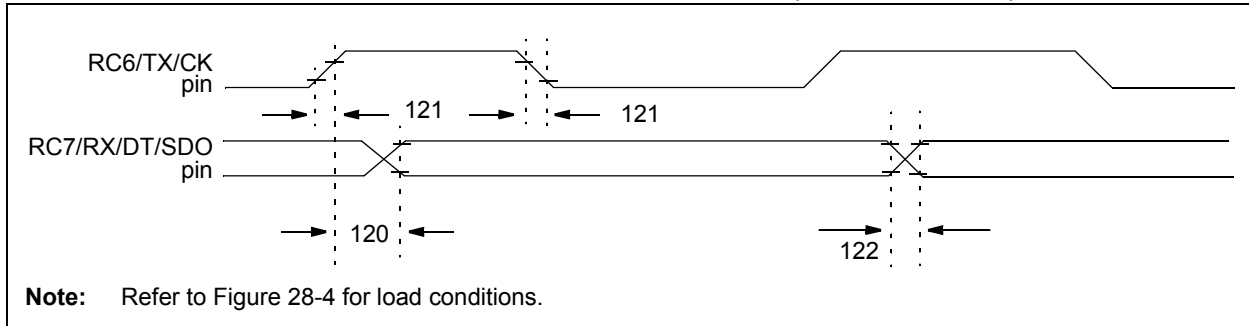 RC6/TX/CK
pin
121
121
RC7/RX/DT/SDO
pin
120
122
Note: Refer to Figure 28-4 for load conditions.